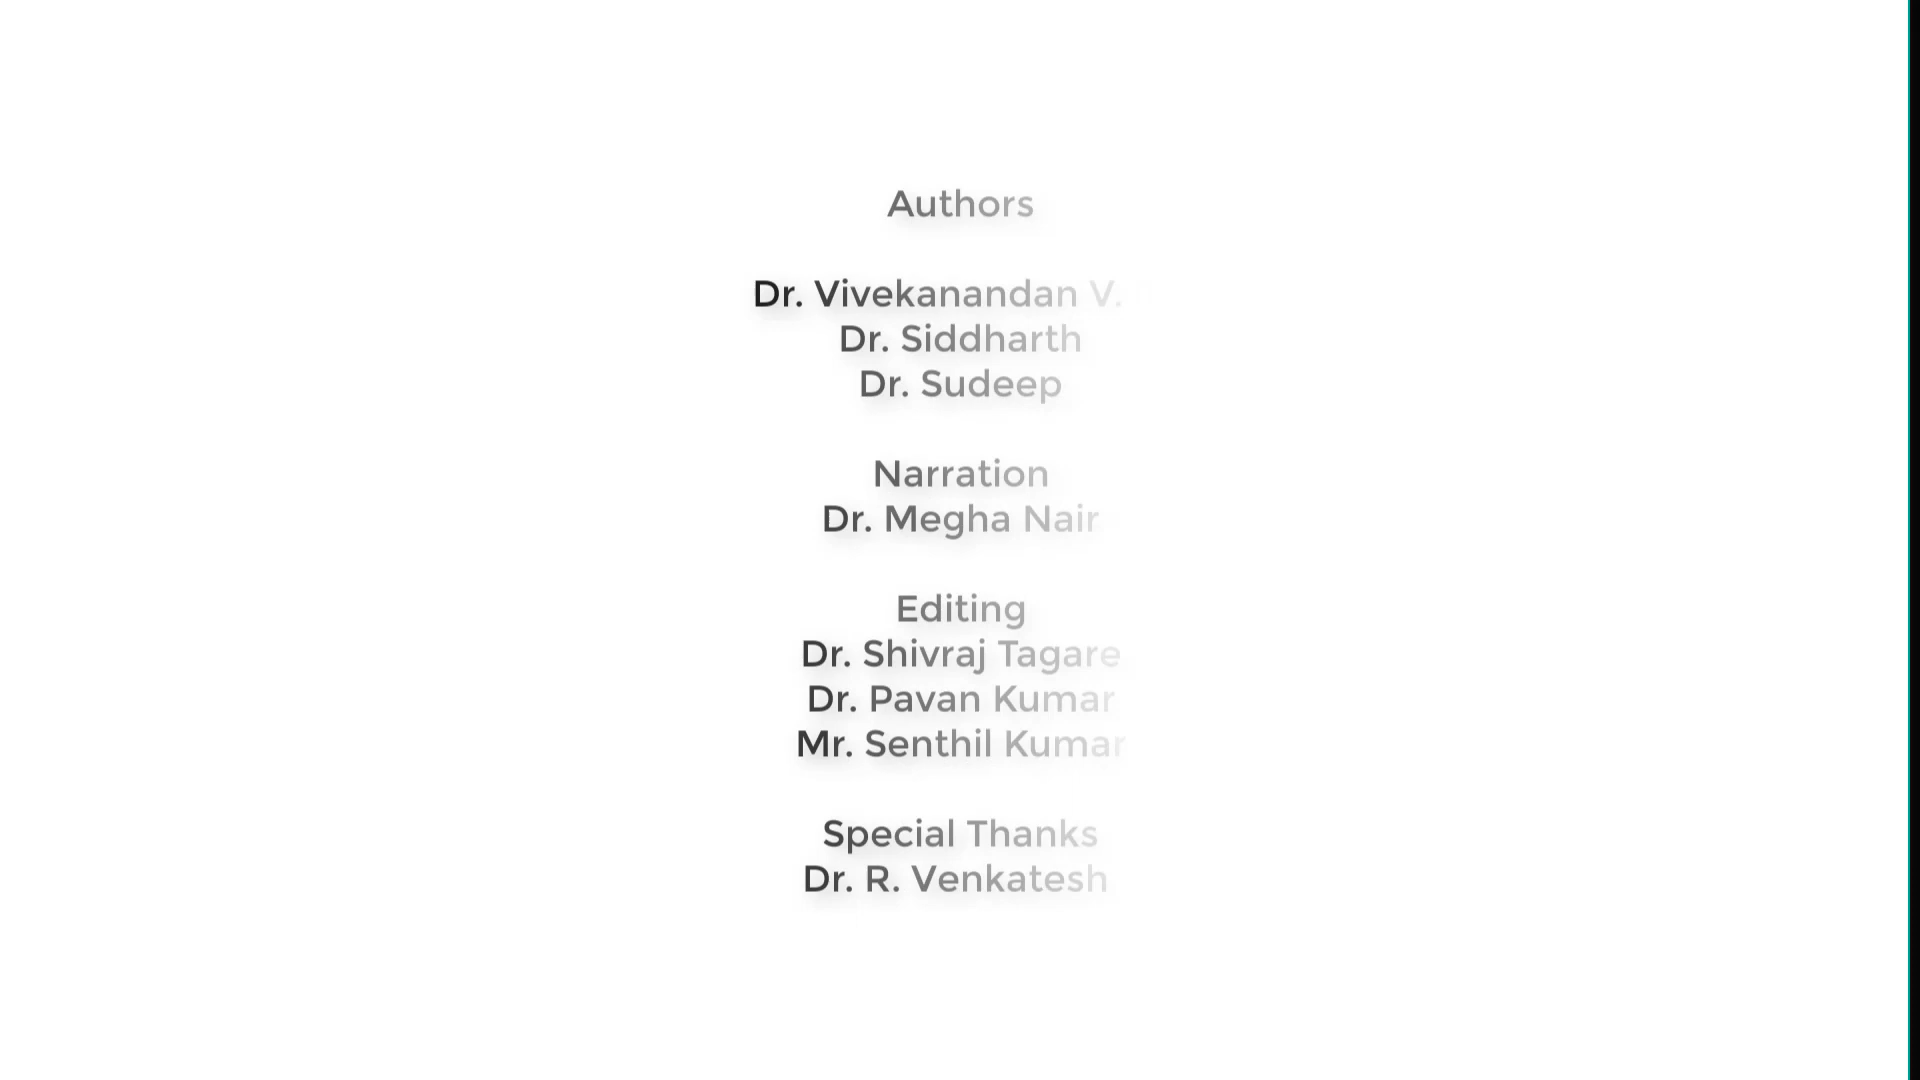 Authors
Dr. Vivekanandan V.
Dr. Siddharth
Dr. Sudeep
Narration
Dr. Megha Nair
Editing
Dr. Shivraj Tagare
Dr. Pavan Kumar
Mr. Senthil Kumar
Special Thanks
Dr. R. Venkatesh